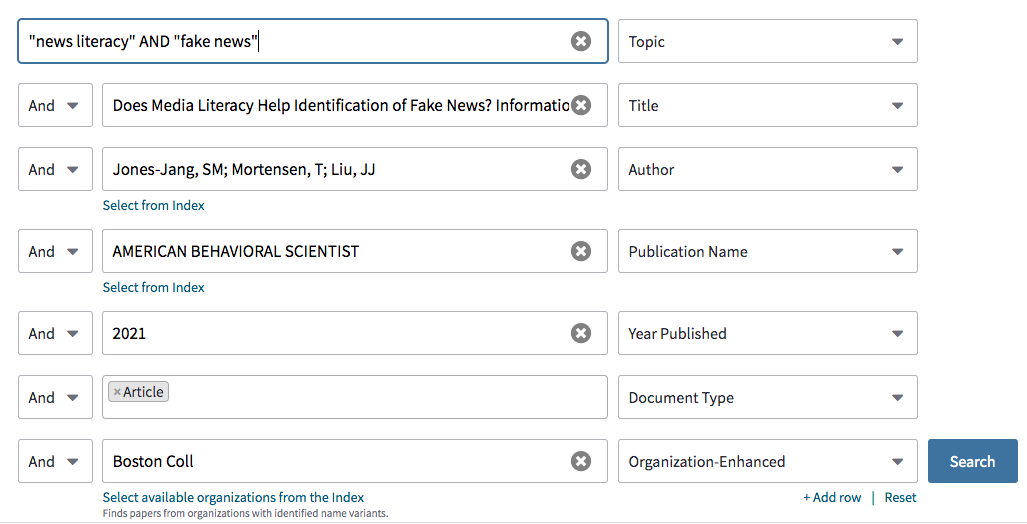 "news literacy" AND "fake news" Topic
And Does Media Literacy Help Identification of Fake News? Informatio Title
And Jones-Jang, SM; Mortensen, T; Liu, JJ Author
Select from Index
And AMERICAN BEHAVIORAL SCIENTIST Publication Name
Select from Index
And 2021 Year Published
And × Article Document Type
And Boston Coll Organization-Enhanced Search
Select available organizations from the Index + Add row | Reset
Finds papers from organizations with identified name variants.